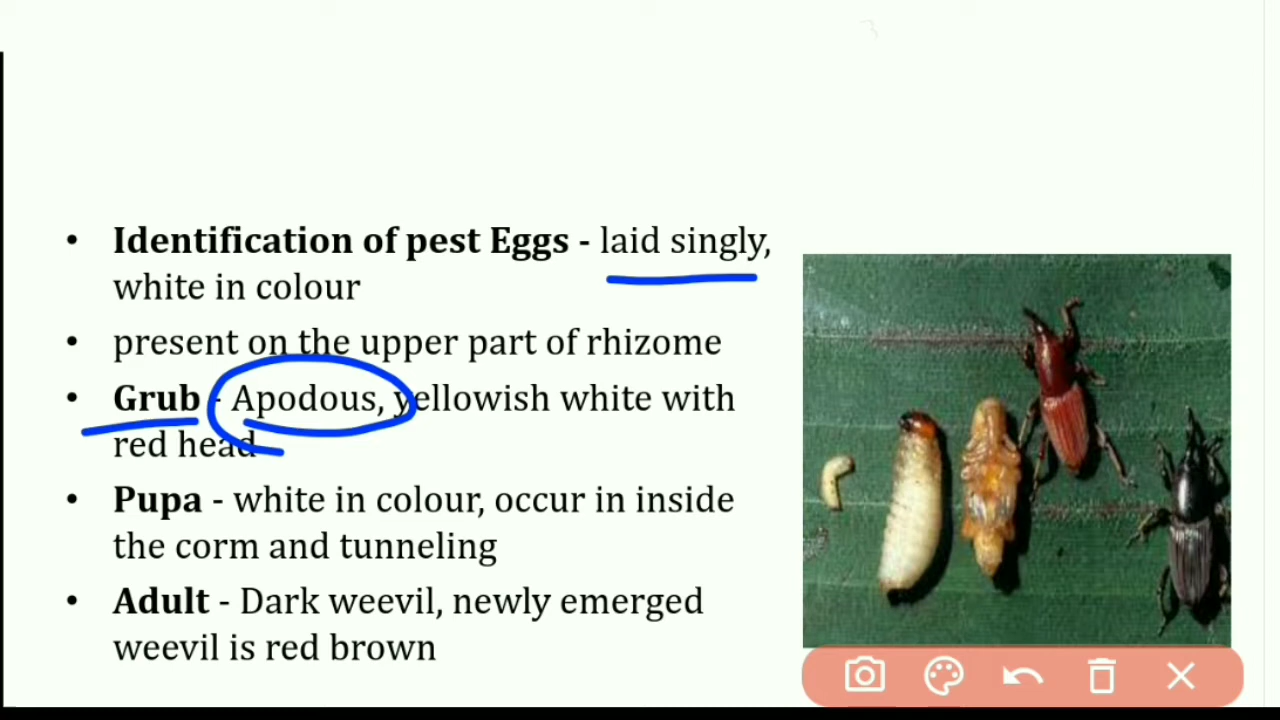 • Identification of pest Eggs - laid singly,
white in colour
• present on the upper part of rhizome
• Grub - Apodous, yellowish white with
red head
• Pupa - white in colour, occur in inside
the corm and tunneling
• Adult - Dark weevil, newly emerged
weevil is red brown